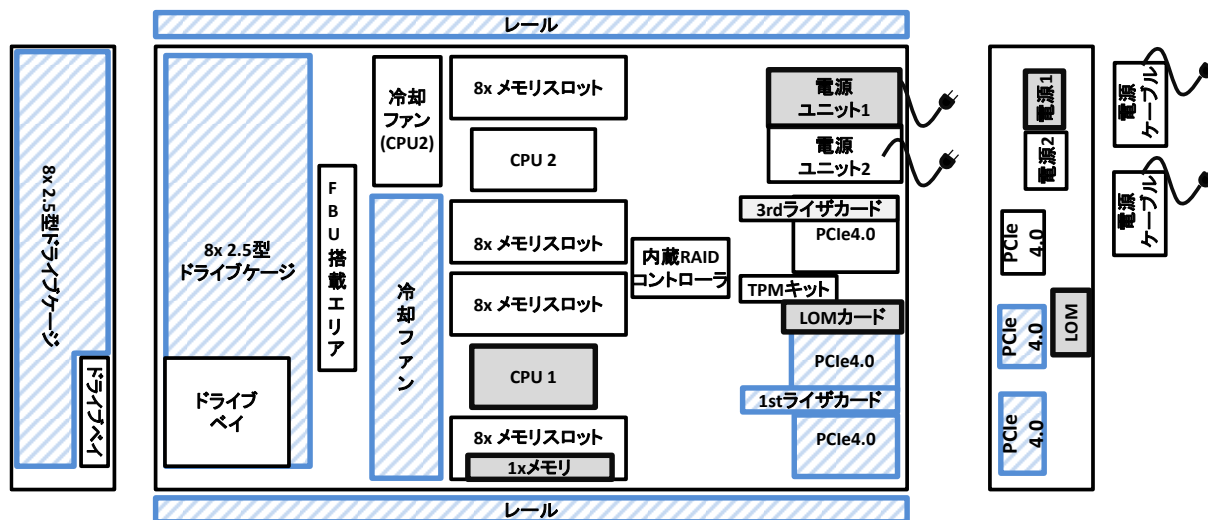 レール
8x 2.5型ドライブケージ
ドライブベイ
8x 2.5型
ドライブケージ
ドライブ
ベイ
FBU搭載エリア
冷却
ファン
(CPU2)
冷却ファン
8x メモリスロット
CPU 2
8x メモリスロット
8x メモリスロット
CPU 1
8x メモリスロット
1xメモリ
内蔵RAID
コントローラ
電源
ユニット1
電源
ユニット2
3rdライザカード
PCIe4.0
TPMキット
LOMカード
PCIe4.0
1stライザカード
PCIe4.0
電源1
電源2
PCIe
4.0
LOM
PCIe
4.0
PCIe
4.0
電源
ケーブル
電源
ケーブル
レール